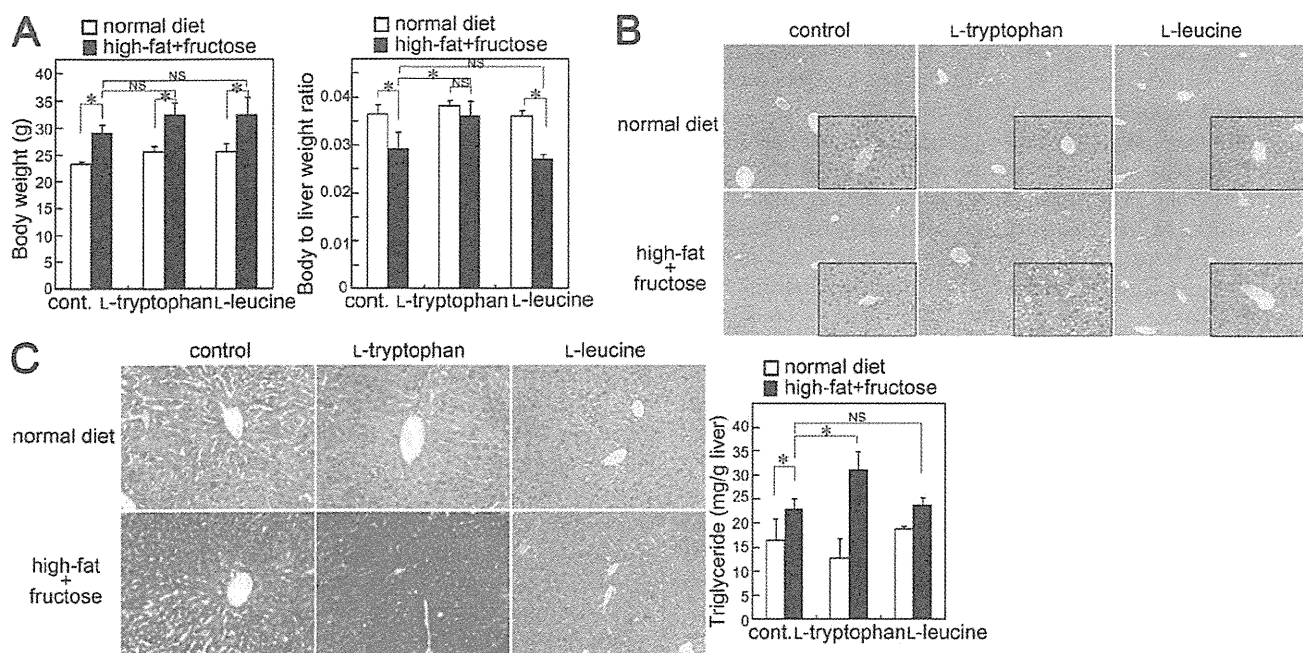 A
normal diet
high-fat+fructose
Body weight (g)
40
35
30
25
20
15
10
5
0
*
NS
NS
*
*
cont. L-tryptophan L-leucine
normal diet
high-fat+fructose
Body to liver weight ratio
0.04
0.03
0.02
0.01
0
*
*
NS
NS
*
cont. L-tryptophan L-leucine
B
control L-tryptophan L-leucine
normal diet
high-fat
+
fructose
C
control L-tryptophan L-leucine
normal diet
high-fat
+
fructose
normal diet
high-fat+fructose
Triglyceride (mg/g liver)
40
35
30
25
20
15
10
5
0
*
*
NS
cont. L-tryptophan L-leucine